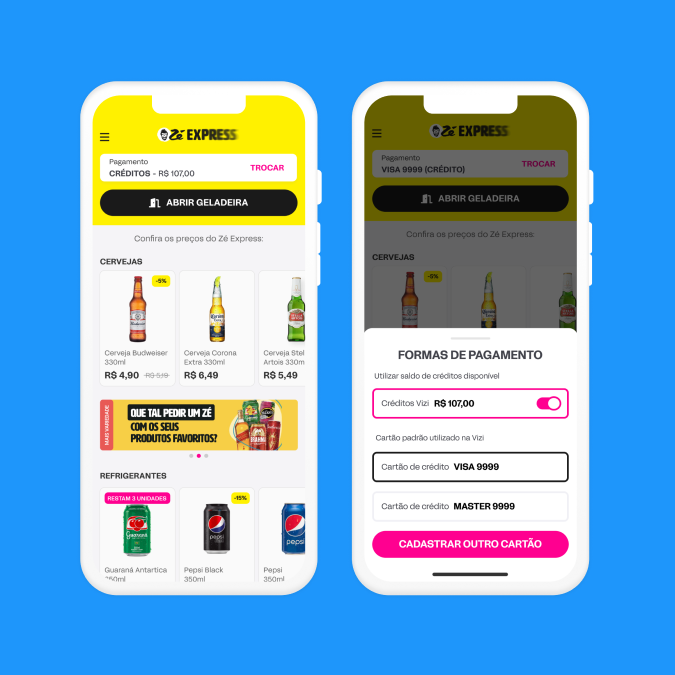 Zé EXPRESS
Pagamento
CRÉDITOS - R$ 107,00
TROCAR
ABRIR GELADEIRA
Confira os preços do Zé Express:
CERVEJAS
-5%
Cerveja Budweiser
330ml
R$ 4,90 R$ 5,19
Cerveja Corona
Extra 330ml
R$ 6,49
Cerveja Stel
Artois 330m
R$ 5,49
MAIS VARIEDADE
QUE TAL PEDIR UM ZÉ
COM OS SEUS
PRODUTOS FAVORITOS?
REFRIGERANTES
RESTAM 3 UNIDADES
Guaraná
Guaraná Antartica
350ml
-15%
pepsi
Pepsi Black
350ml
pepsi
Pepsi
350ml
Zé EXPRESS
Pagamento
VISA 9999 (CRÉDITO)
TROCAR
ABRIR GELADEIRA
Confira os preços do Zé Express:
CERVEJAS
-5%
FORMAS DE PAGAMENTO
Utilizar saldo de créditos disponível
Créditos Vizi R$ 107,00
Cartão padrão utilizado na Vizi
Cartão de crédito VISA 9999
Cartão de crédito MASTER 9999
CADASTRAR OUTRO CARTÃO